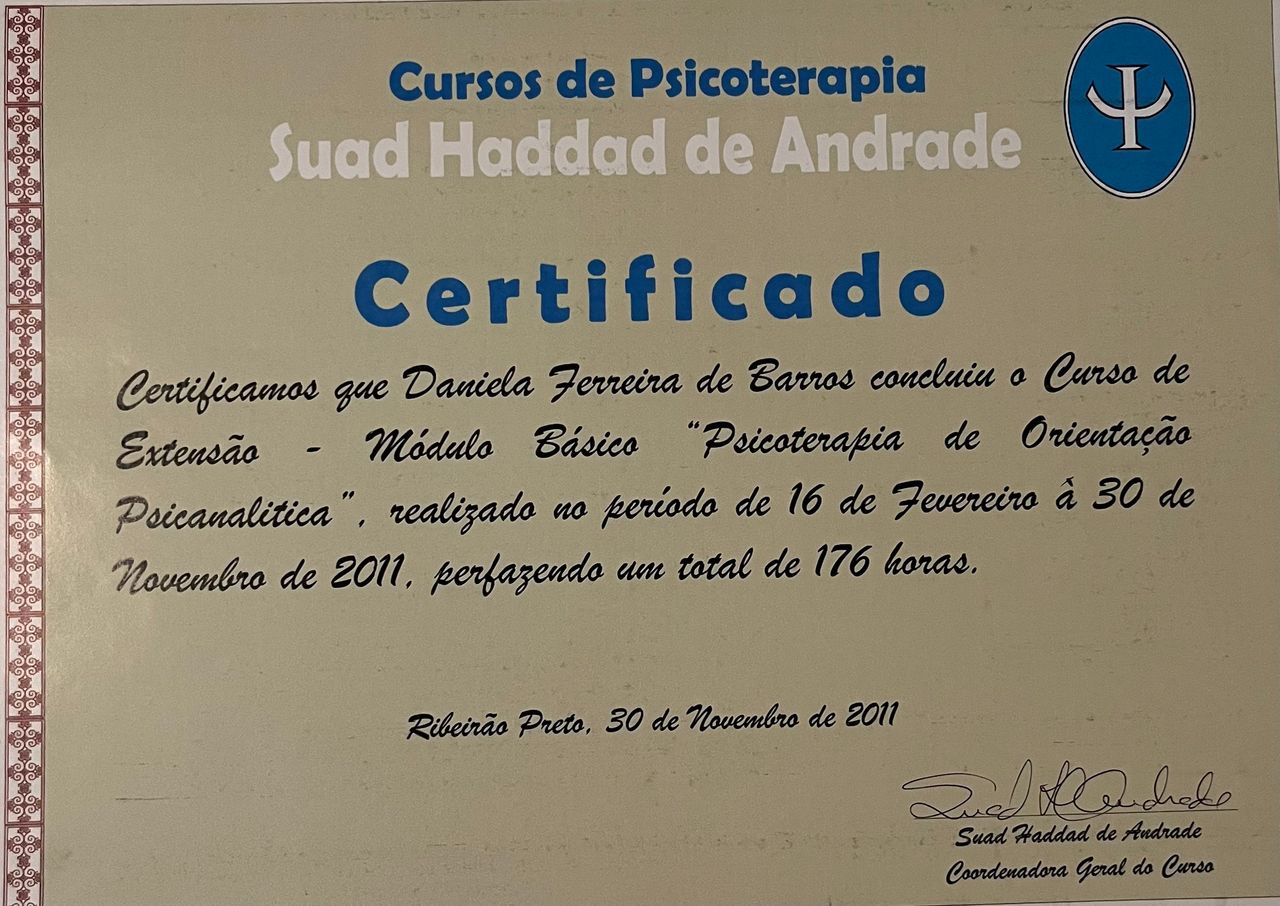 Cursos de Psicoterapia
Suad Haddad de Andrade
Certificado
Certificamos que Daniela Ferreira de Barros concluiu o Curso de
Extensão - Módulo Básico "Psicoterapia de Orientação
Psicanalitica", realizado no período de 16 de Fevereiro à 30 de
Novembro de 2011, perfazendo um total de 176 horas.
Ribeirão Preto, 30 de Novembro de 2011
Suad H Andrade
Suad Haddad de Andrade
Coordenadora Geral do Curso